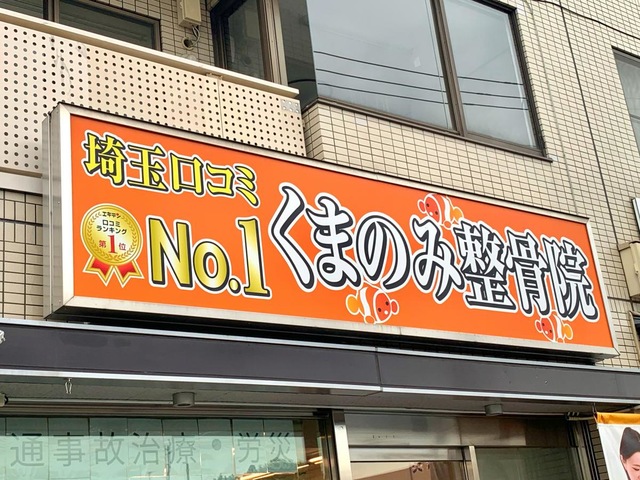 埼玉口コミ
No.1
エキテン
口コミ
ランキング
第1位
くまのみ整骨院
通事故治療・労災